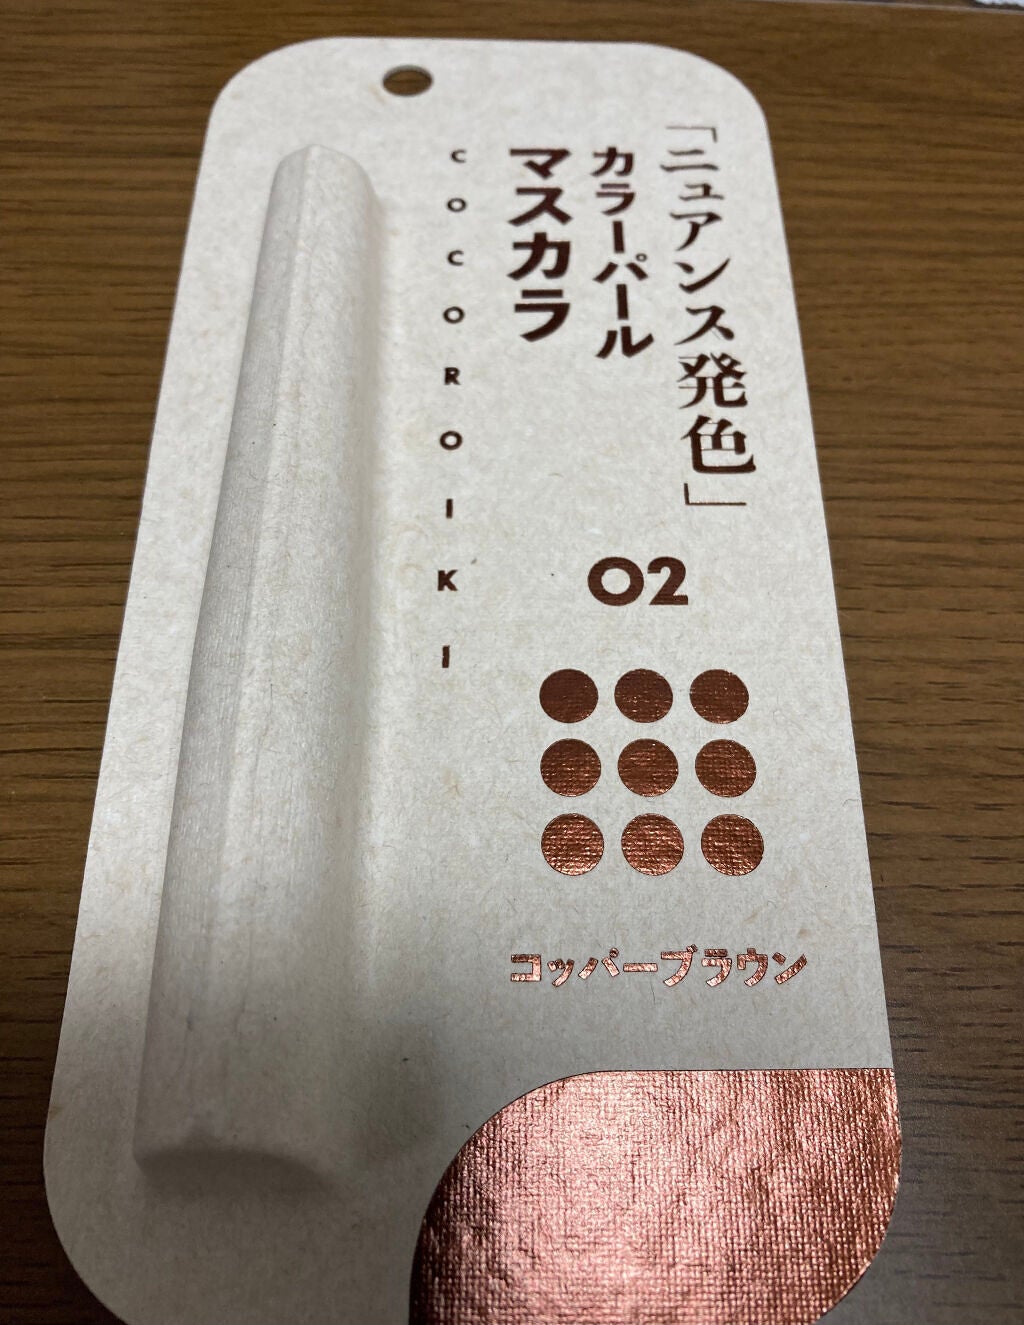 「ニュアンス発色」
カラーパール
マスカラ
COCOROIKI
02
コッパーブラウン